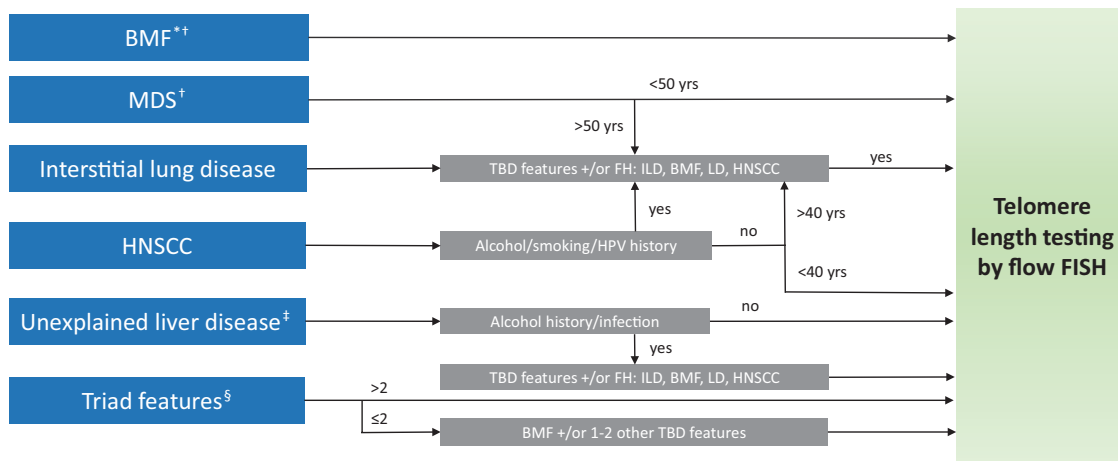 BMF*†
MDS†
<50 yrs
>50 yrs
Interstitial lung disease
TBD features +/or FH: ILD, BMF, LD, HNSCC
yes
yes
>40 yrs
HNSCC
Alcohol/smoking/HPV history
no
<40 yrs
Unexplained liver disease‡
Alcohol history/infection
no
yes
TBD features +/or FH: ILD, BMF, LD, HNSCC
Triad features§
>2
≤2
BMF +/or 1-2 other TBD features
Telomere
length testing
by flow FISH